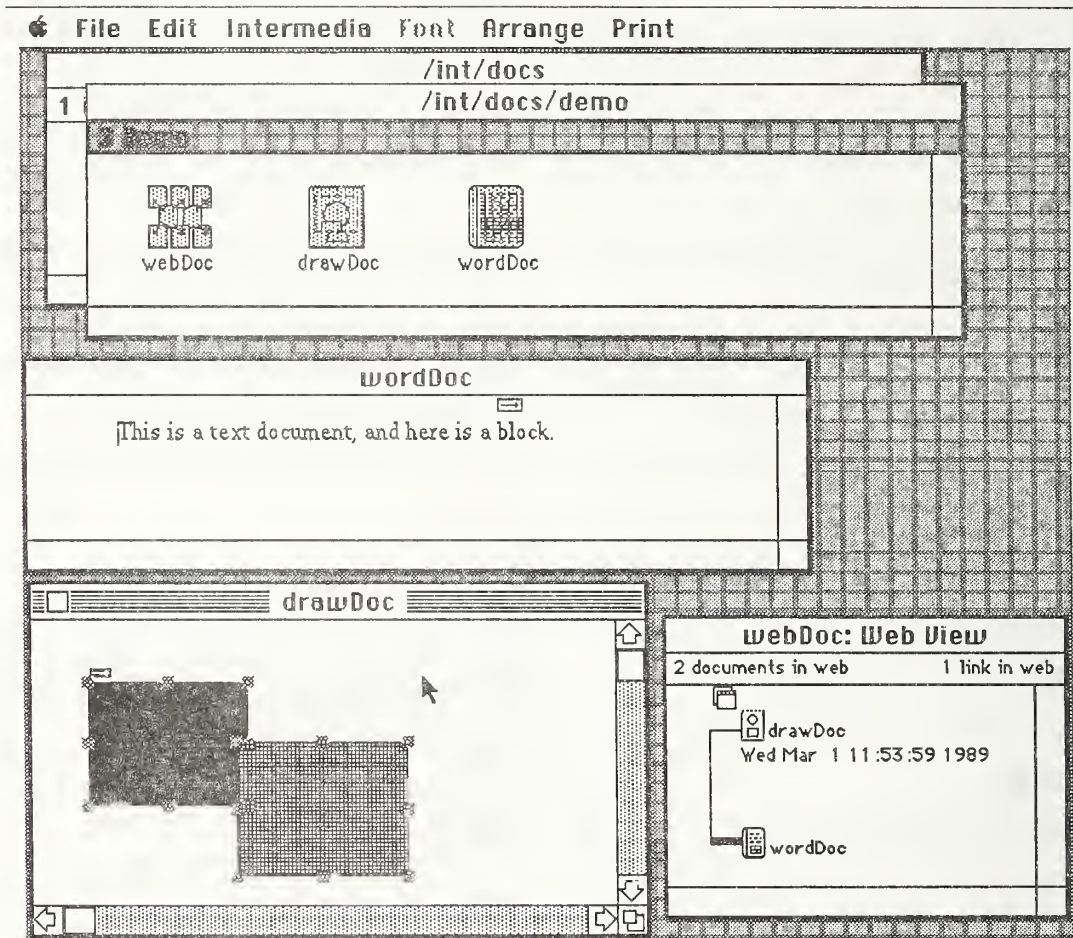 File Edit Intermedia Font Arrange Print
/int/docs
1
/int/docs/demo
3 Items
webDoc drawDoc wordDoc
wordDoc
This is a text document, and here is a block.
drawDoc
webDoc: Web View
2 documents in web 1 link in web
drawDoc
Wed Mar 1 11:53:59 1989
wordDoc